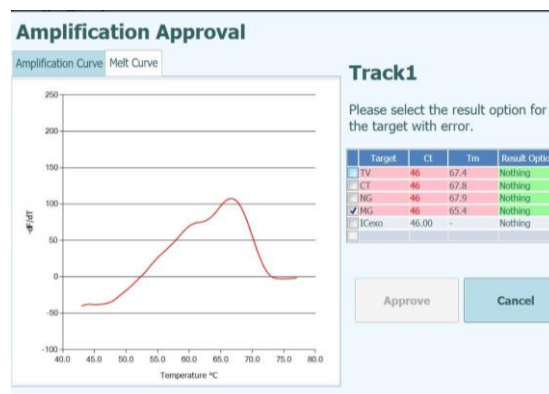 Amplification Approval
Amplification Curve Melt Curve
Track1
Please select the result option for
the target with error.
Target Ct Tm Result Optio
TV 46 67.4 Nothing
CT 46 67.8 Nothing
NG 46 67.9 Nothing
MG 46 65.4 Nothing
ICexo 46.00 - Nothing
Approve Cancel
250
200
150
100
50
0
-50
-100
-dF/dT
40.0 45.0 50.0 55.0 60.0 65.0 70.0 75.0 80.0
Temperature °C